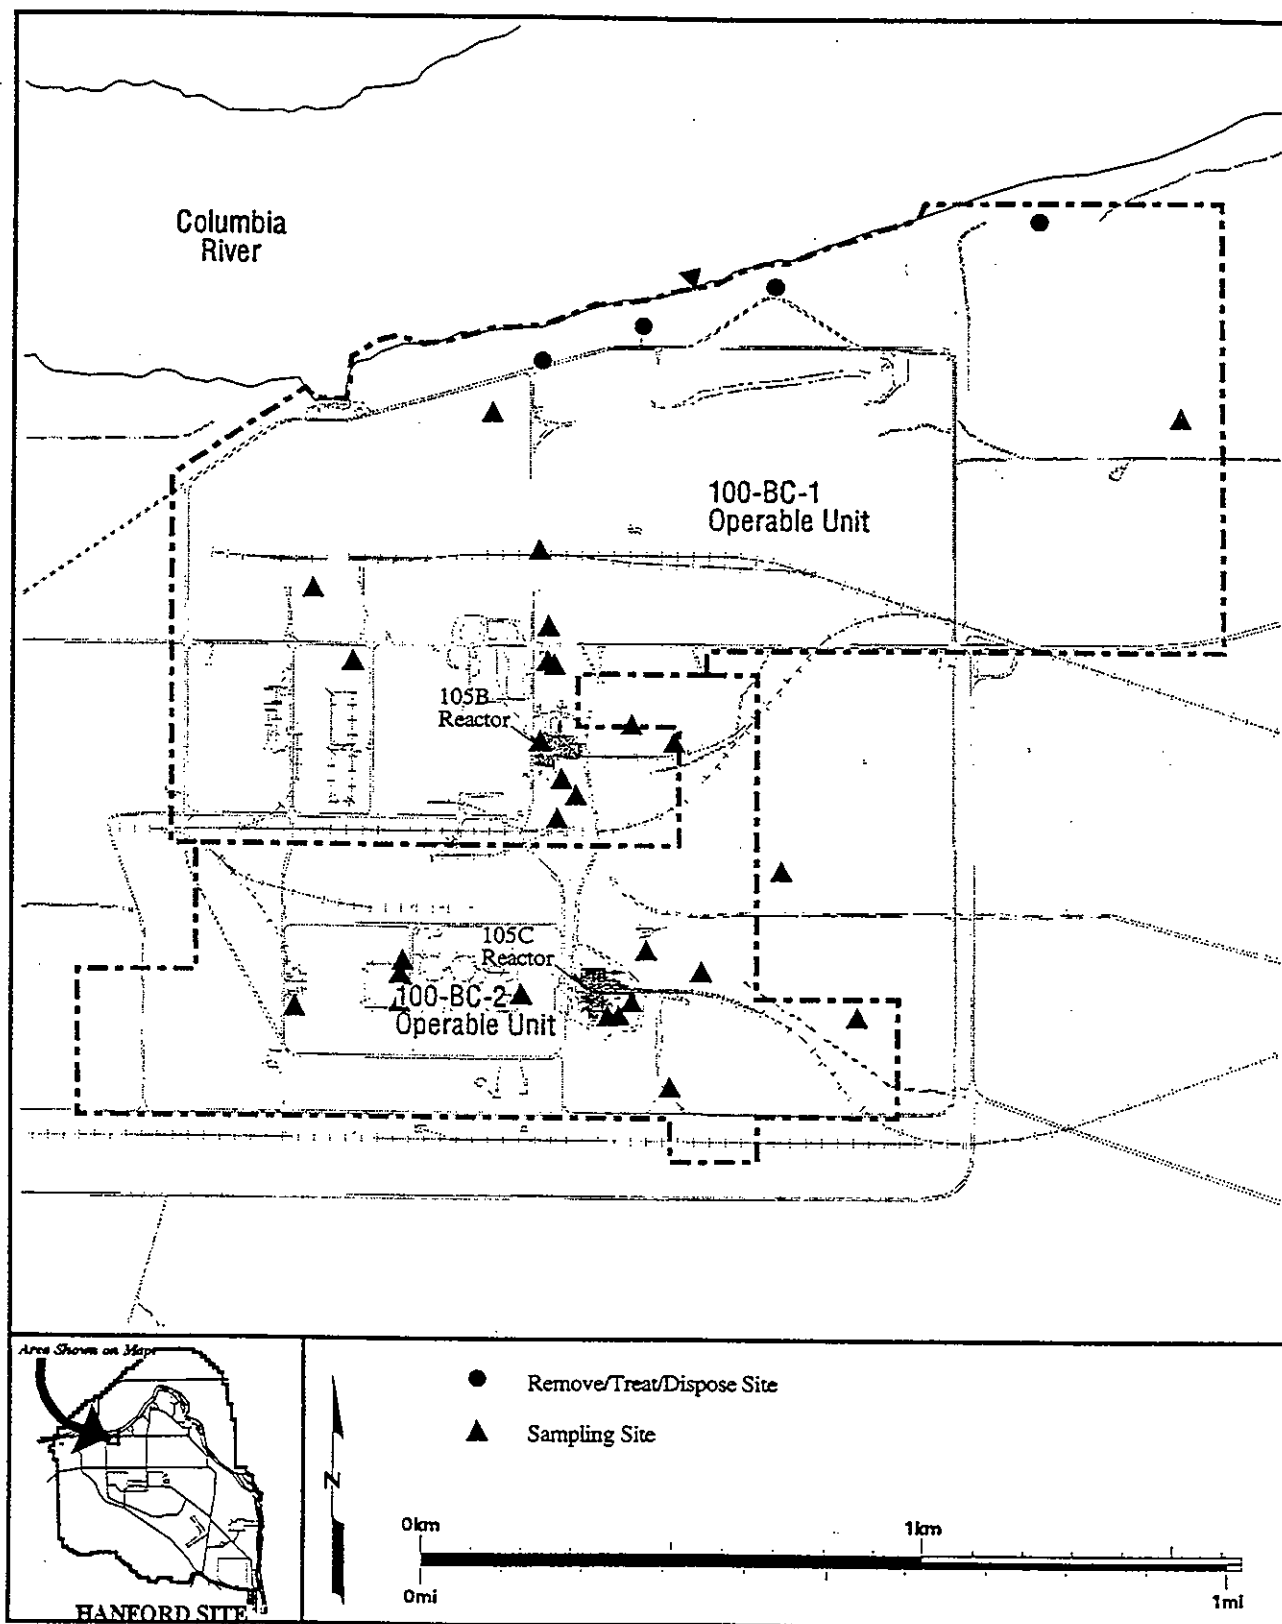 Columbia
River
100-BC-1
Operable Unit
105B
Reactor
105C
Reactor
100-BC-2
Operable Unit
Area Shown on Map
HANFORD SITE
N
Remove/Treat/Dispose Site
Sampling Site
0km
1km
0mi
1mi